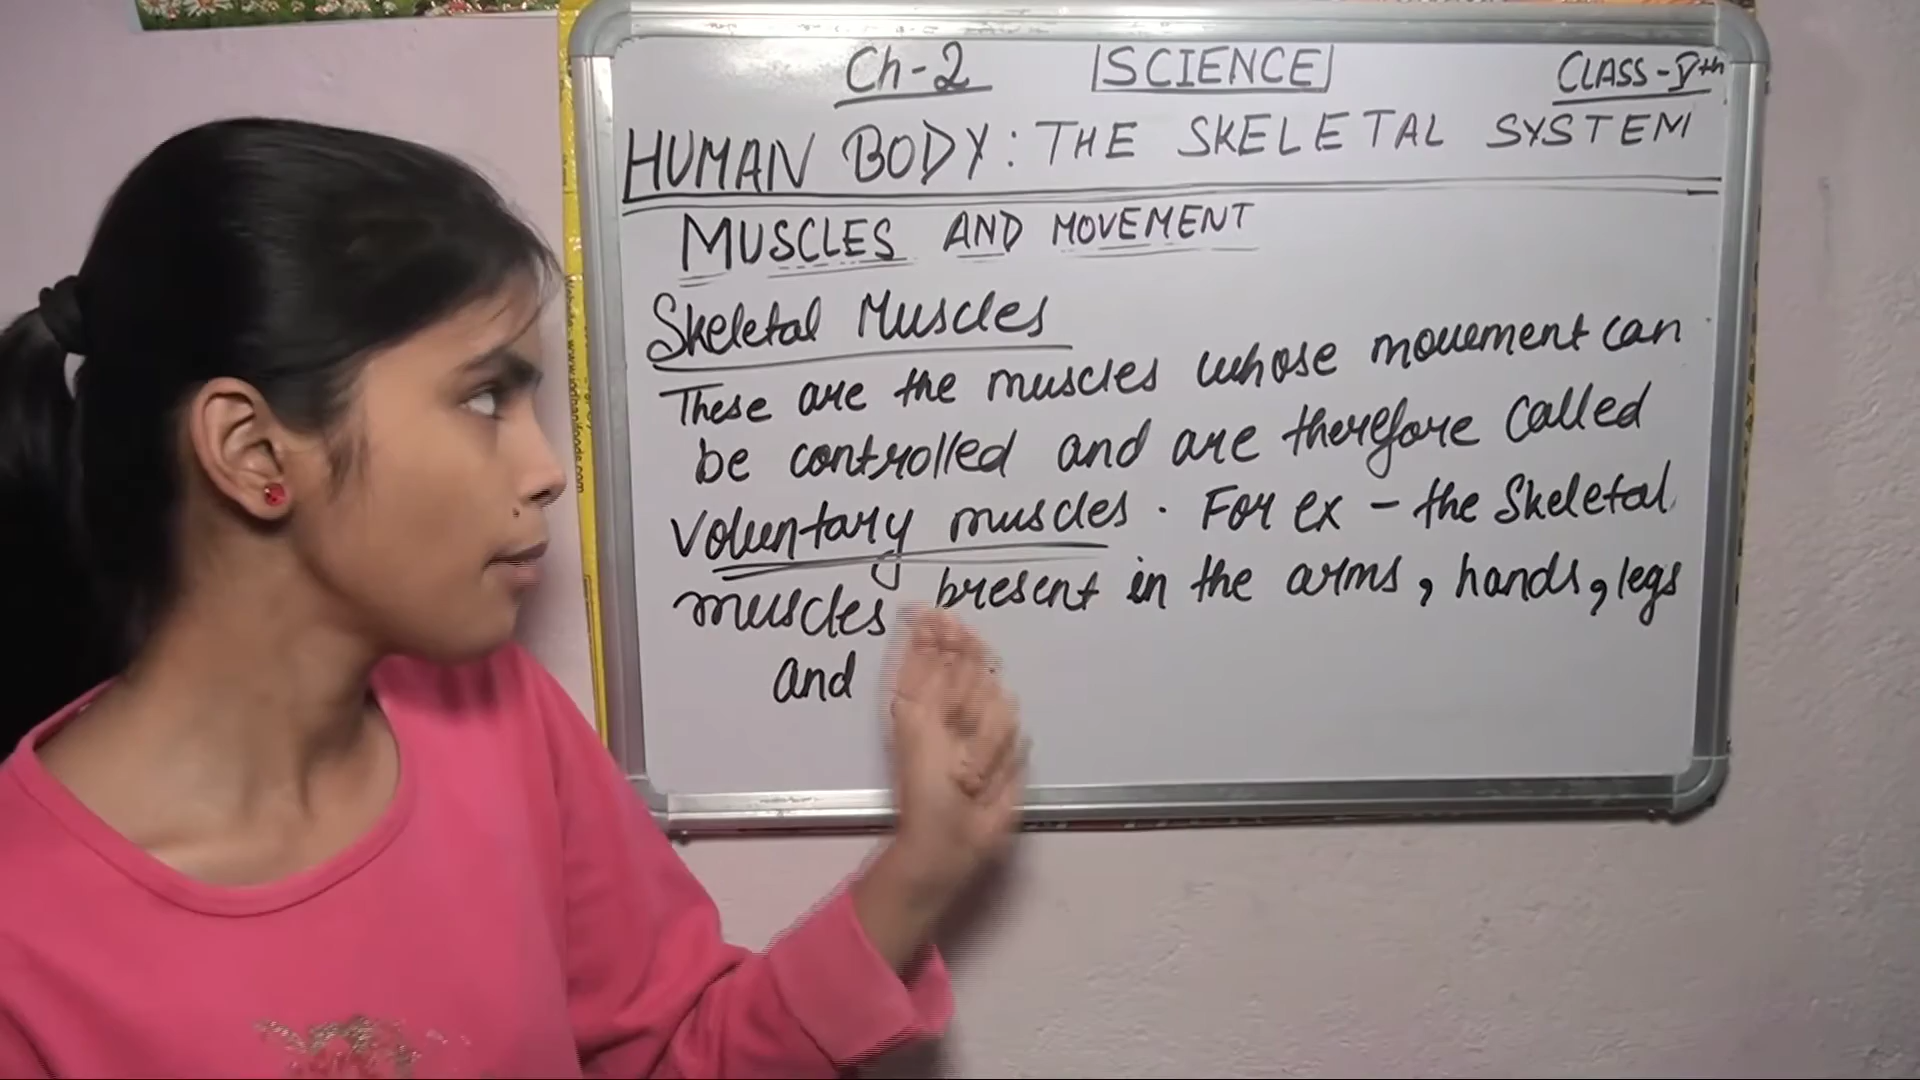 Ch-2 SCIENCE CLASS-Vth
HUMAN BODY: THE SKELETAL SYSTEM
MUSCLES AND MOVEMENT
Skeletal Muscles
These are the muscles whose movement can
be controlled and are therefore called
Voluntary muscles. For ex - the Skeletal
muscles present in the arms, hands, legs
and